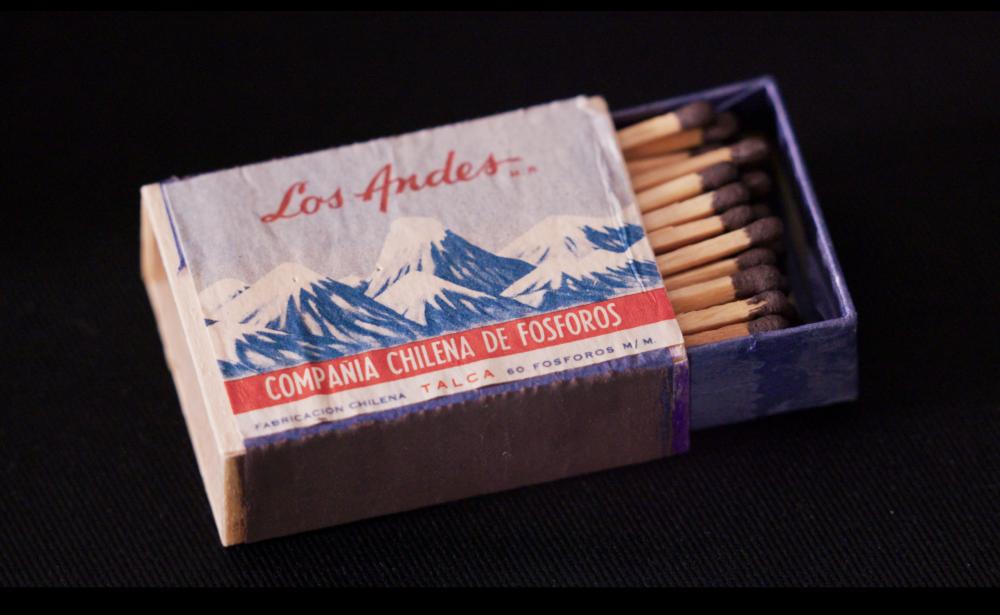 Los Andes M.R.
COMPAÑIA CHILENA DE FOSFOROS
FABRICACION CHILENA TALCA 60 FOSFOROS M/M.